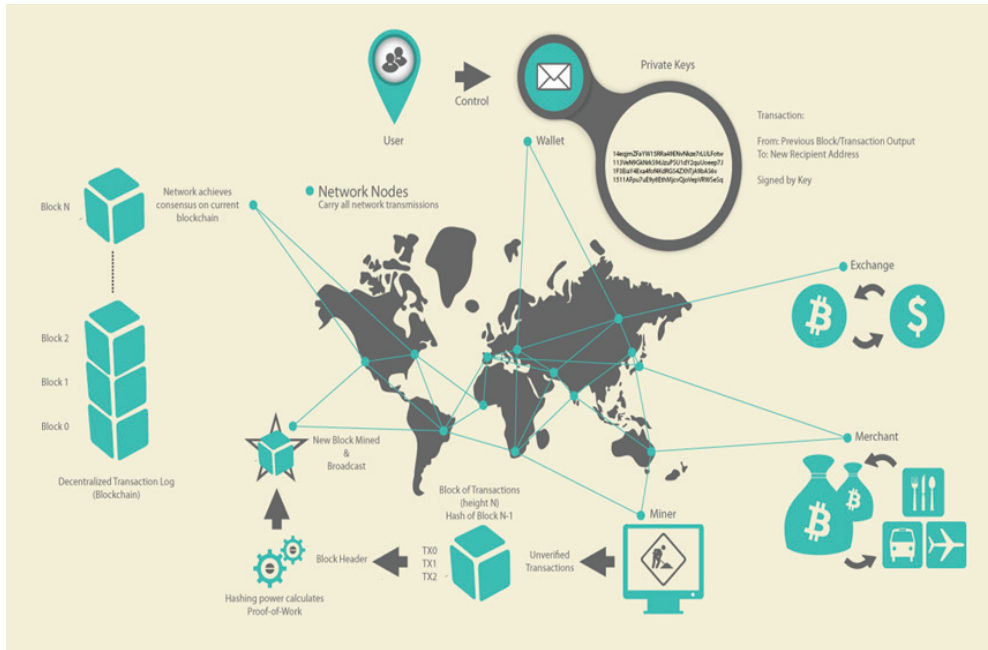 User
Control
Wallet
Private Keys
Transaction:
From: Previous Block/Transaction Output
To: New Recipient Address
Signed by Key
Block N
Network achieves
consensus on current
blockchain
Network Nodes
Carry all network transmissions
Exchange
Block 2
Block 1
Block 0
Decentralized Transaction Log
(Blockchain)
New Block Mined
&
Broadcast
Merchant
Block of Transactions
(height N)
Hash of Block N-1
Miner
TX0
TX1
TX2
Block Header
Unverified
Transactions
Hashing power calculates
Proof-of-Work